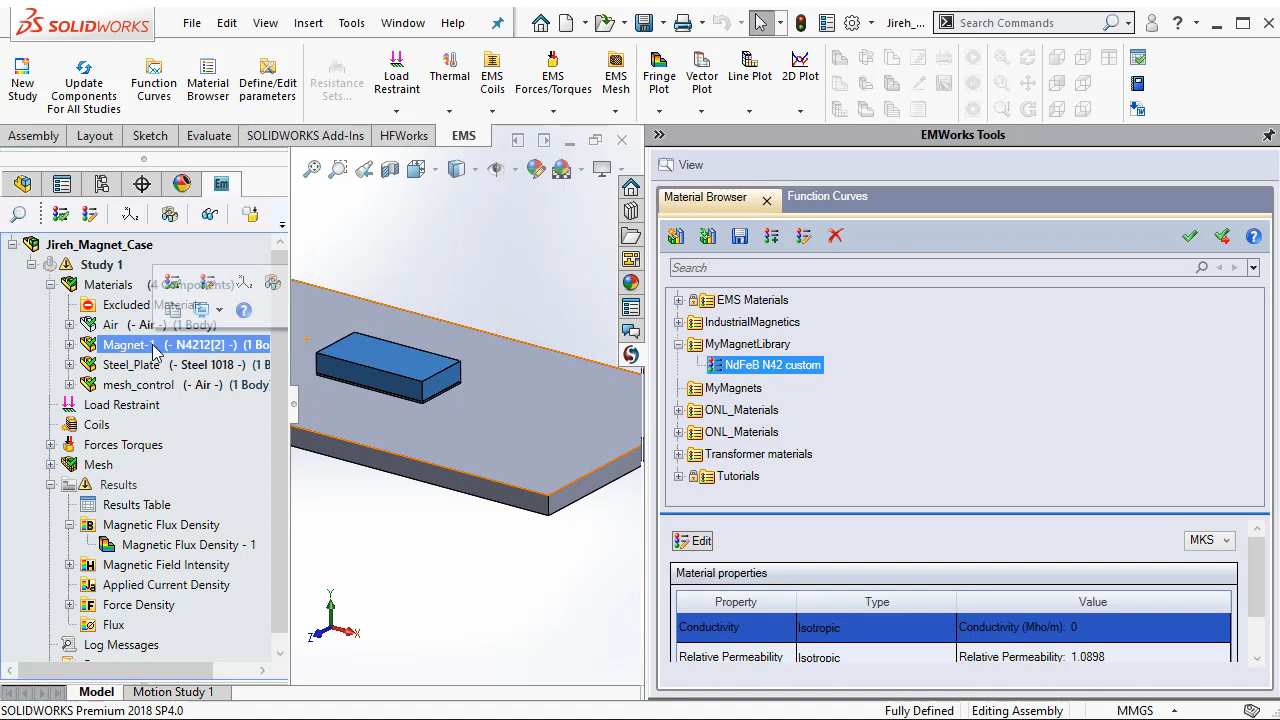 SOLIDWORKS
File Edit View Insert Tools Window Help
Jireh_... Search Commands
New Study
Update Components For All Studies
Function Curves
Material Browser
Define/Edit parameters
Resistance Sets...
Load Restraint
Thermal
EMS Coils
EMS Forces/Torques
EMS Mesh
Fringe Plot
Vector Plot
Line Plot
2D Plot
Assembly Layout Sketch Evaluate SOLIDWORKS Add-Ins HFWorks EMS
EMWorks Tools
View
Material Browser Function Curves
Search
EMS Materials
IndustrialMagnetics
MyMagnetLibrary
NdFeB N42 custom
MyMagnets
ONL_Materials
ONL_Materials
Transformer materials
Tutorials
Edit MKS
Material properties
Property Type Value
Conductivity Isotropic Conductivity (Mho/m): 0
Relative Permeability Isotropic Relative Permeability: 1.0898
Em
Jireh_Magnet_Case
Study 1
Materials (4 Components)
Excluded Materials
Air (- Air -) (1 Body)
Magnet-1 (- N4212[2] -) (1 Bo
Steel_Plate (- Steel 1018 -) (1
mesh_control (- Air -) (1 Body
Load Restraint
Coils
Forces Torques
Mesh
Results
Results Table
Magnetic Flux Density
Magnetic Flux Density - 1
Magnetic Field Intensity
Applied Current Density
Force Density
Flux
Log Messages
Y
Z X
Model Motion Study 1
SOLIDWORKS Premium 2018 SP4.0 Fully Defined Editing Assembly MMGS